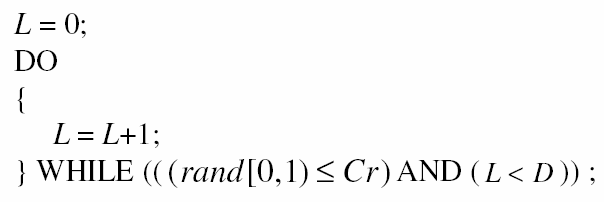 L = 0;
DO
{
L = L+1;
} WHILE (((rand[0,1) ≤ Cr) AND ( L < D )) ;